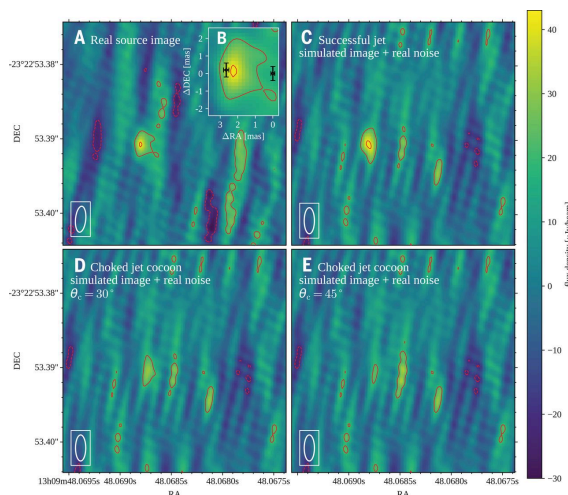 A Real source image
B
C Successful jet
simulated image + real noise
ΔDEC [mas]
2
1
0
−1
−2
3 2 1 0
ΔRA [mas]
40
30
20
10
0
−10
−20
−30
−23°22′53.38″
53.39″
53.40″
DEC
D Choked jet cocoon
simulated image + real noise
θc = 30°
E Choked jet cocoon
simulated image + real noise
θc = 45°
−23°22′53.38″
53.39″
53.40″
DEC
13h09m48.0695s 48.0690s 48.0685s 48.0680s 48.0675s
48.0690s 48.0685s 48.0680s 48.0675s